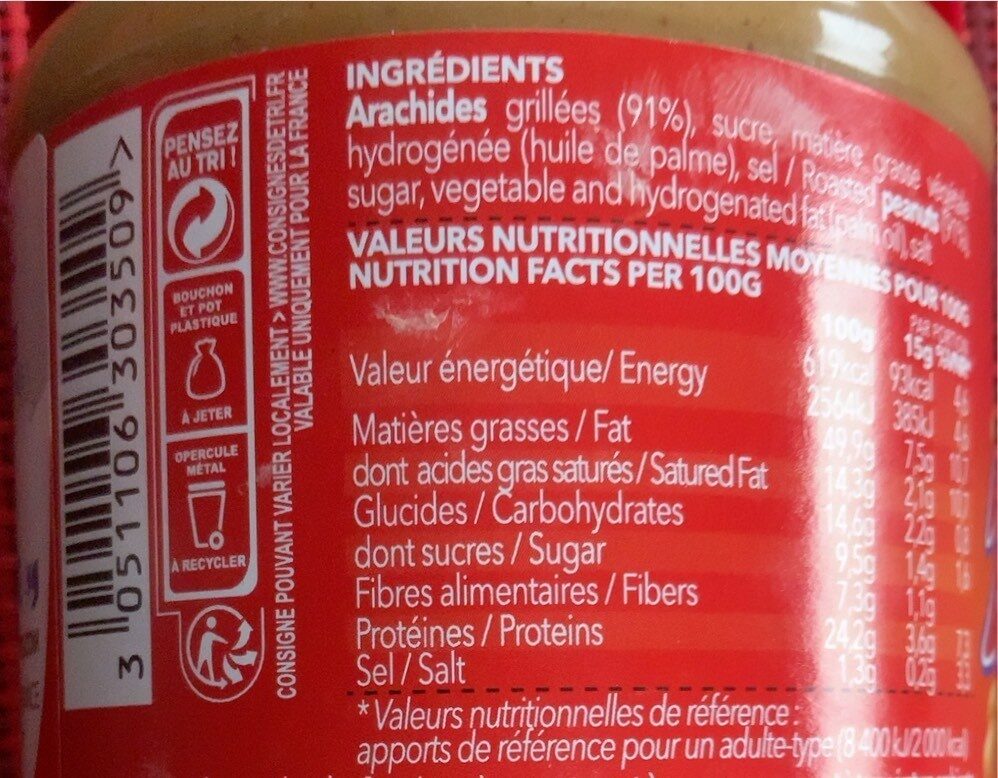 INGRÉDIENTS
Arachides grillées (91%), sucre, matière grasse végétale
hydrogénée (huile de palme), sel / Roasted peanuts (91%),
sugar, vegetable and hydrogenated fat (palm oil), salt
VALEURS NUTRITIONNELLES MOYENNES POUR 100G
NUTRITION FACTS PER 100G
100g PAR PORTION
15g
Valeur énergétique/ Energy 619kcal 93kcal
2564kJ 385kJ
Matières grasses / Fat 49,9g 7,5g
dont acides gras saturés / Satured Fat 14,3g 2,1g
Glucides / Carbohydrates 14,6g 2,2g
dont sucres / Sugar 9,5g 1,4g
Fibres alimentaires / Fibers 7,3g 1,1g
Protéines / Proteins 24,2g 3,6g
Sel / Salt 1,3g 0,2g
* Valeurs nutritionnelles de référence :
apports de référence pour un adulte-type (8 400 kJ/2 000 kcal)
PENSEZ
AU TRI !
BOUCHON
ET POT
PLASTIQUE
À JETER
OPERCULE
MÉTAL
À RECYCLER
CONSIGNE POUVANT VARIER LOCALEMENT > WWW.CONSIGNESDETRI.FR
VALABLE UNIQUEMENT POUR LA FRANCE
3 051106 303509 >